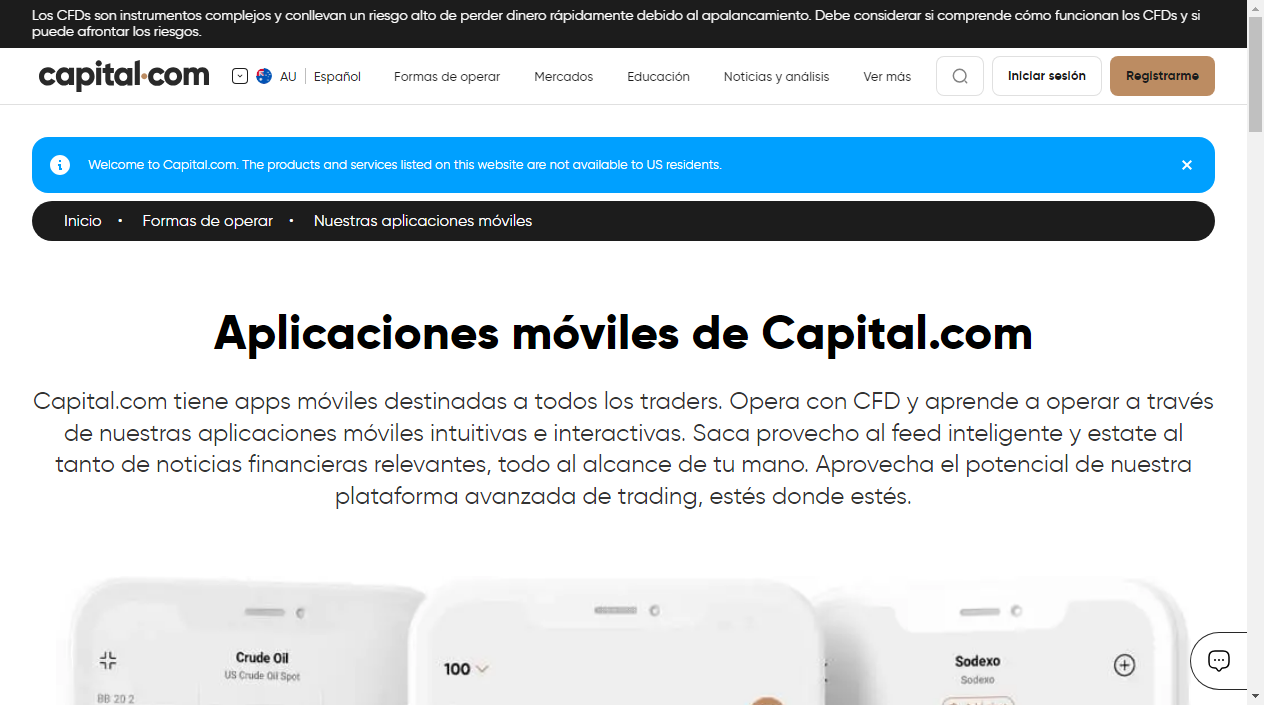 Los CFDs son instrumentos complejos y conllevan un riesgo alto de perder dinero rápidamente debido al apalancamiento. Debe considerar si comprende cómo funcionan los CFDs y si
puede afrontar los riesgos.
capital.com AU Español Formas de operar Mercados Educación Noticias y análisis Ver más Iniciar sesión Registrarme
Welcome to Capital.com. The products and services listed on this website are not available to US residents.
Inicio • Formas de operar • Nuestras aplicaciones móviles
Aplicaciones móviles de Capital.com
Capital.com tiene apps móviles destinadas a todos los traders. Opera con CFD y aprende a operar a través
de nuestras aplicaciones móviles intuitivas e interactivas. Saca provecho al feed inteligente y estate al
tanto de noticias financieras relevantes, todo al alcance de tu mano. Aprovecha el potencial de nuestra
plataforma avanzada de trading, estés donde estés.
Crude Oil
US Crude Oil Spot
BB 20 2
100
Sodexo
Sodexo